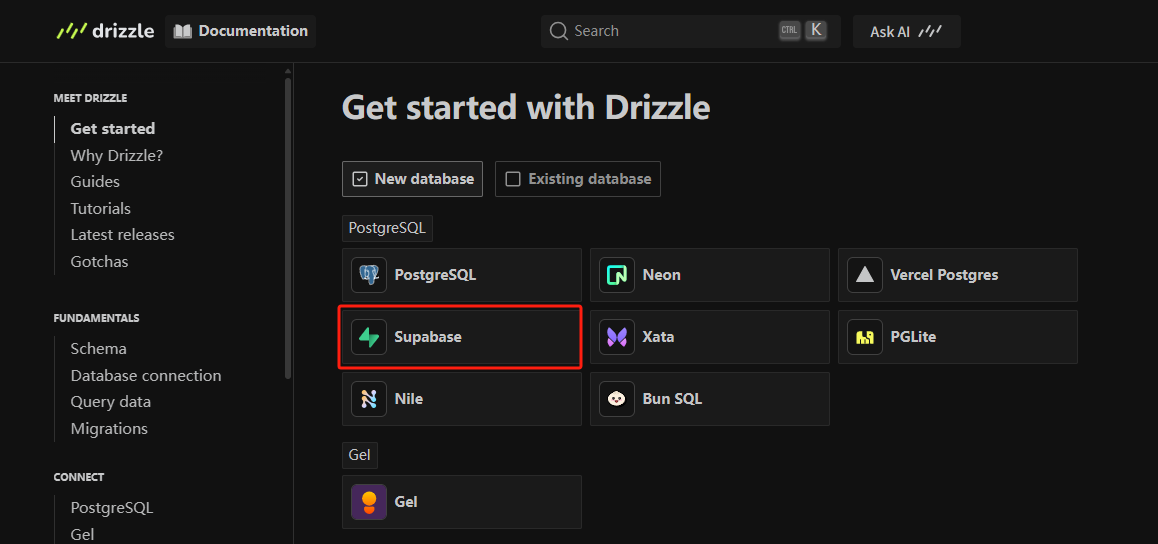 drizzle Documentation Search CTRL K Ask AI
MEET DRIZZLE
Get started
Why Drizzle?
Guides
Tutorials
Latest releases
Gotchas
FUNDAMENTALS
Schema
Database connection
Query data
Migrations
CONNECT
PostgreSQL
Gel
Get started with Drizzle
New database Existing database
PostgreSQL
PostgreSQL Neon Vercel Postgres
Supabase Xata PGLite
Nile Bun SQL
Gel
Gel